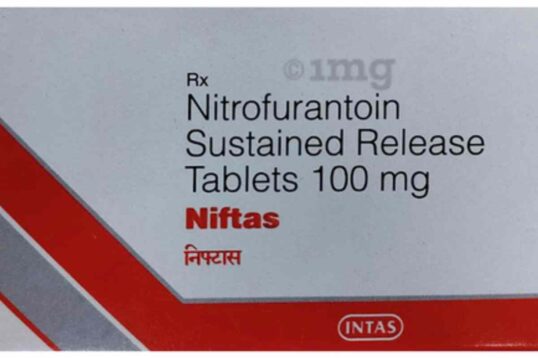 ©1mg
Rx
Nitrofurantoin
Sustained Release
Tablets 100 mg
Niftas
निफ्टास
INTAS